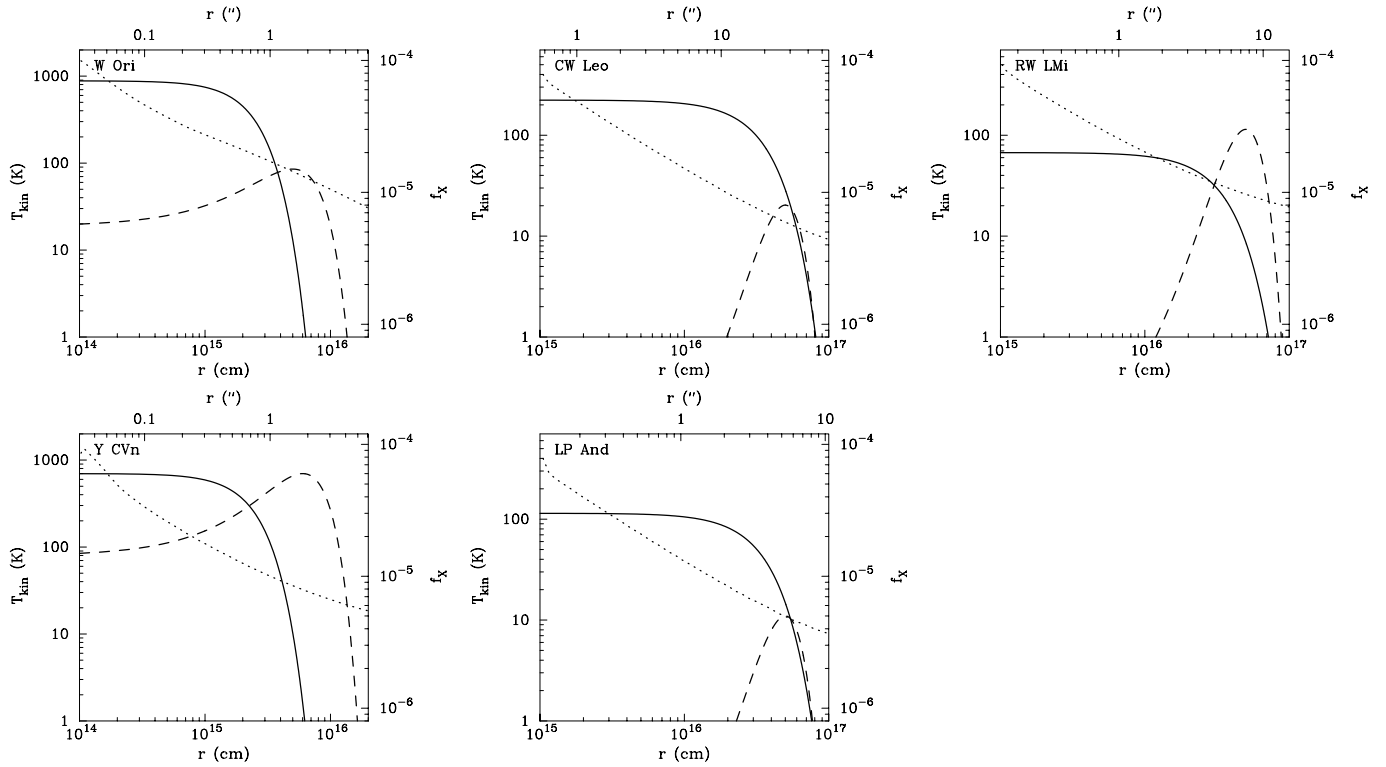 r (") r (") r (")
0.1 1 1 10 1 10
W Ori CW Leo RW LMi
1000 100 10 1
T_kin (K)
10^-4 10^-5 10^-6
f_X
10^14 10^15 10^16
r (cm)
100 10 1
T_kin (K)
10^-4 10^-5 10^-6
f_X
10^15 10^16 10^17
r (cm)
100 10 1
T_kin (K)
10^-4 10^-5 10^-6
f_X
10^15 10^16 10^17
r (cm)
r (") r (")
0.1 1 1 10
Y CVn LP And
1000 100 10 1
T_kin (K)
10^-4 10^-5 10^-6
f_X
10^14 10^15 10^16
r (cm)
100 10 1
T_kin (K)
10^-4 10^-5 10^-6
f_X
10^15 10^16 10^17
r (cm)